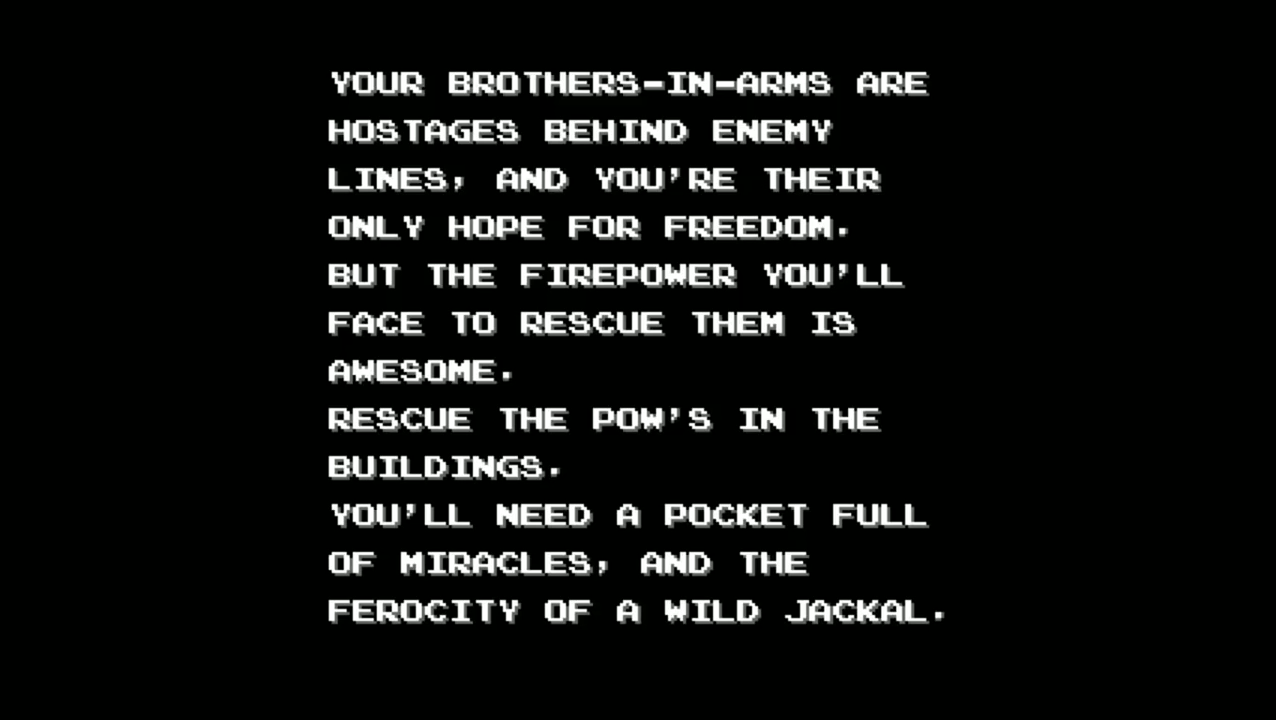 YOUR BROTHERS-IN-ARMS ARE
HOSTAGES BEHIND ENEMY
LINES, AND YOU'RE THEIR
ONLY HOPE FOR FREEDOM.
BUT THE FIREPOWER YOU'LL
FACE TO RESCUE THEM IS
AWESOME.
RESCUE THE POW'S IN THE
BUILDINGS.
YOU'LL NEED A POCKET FULL
OF MIRACLES, AND THE
FEROCITY OF A WILD JACKAL.